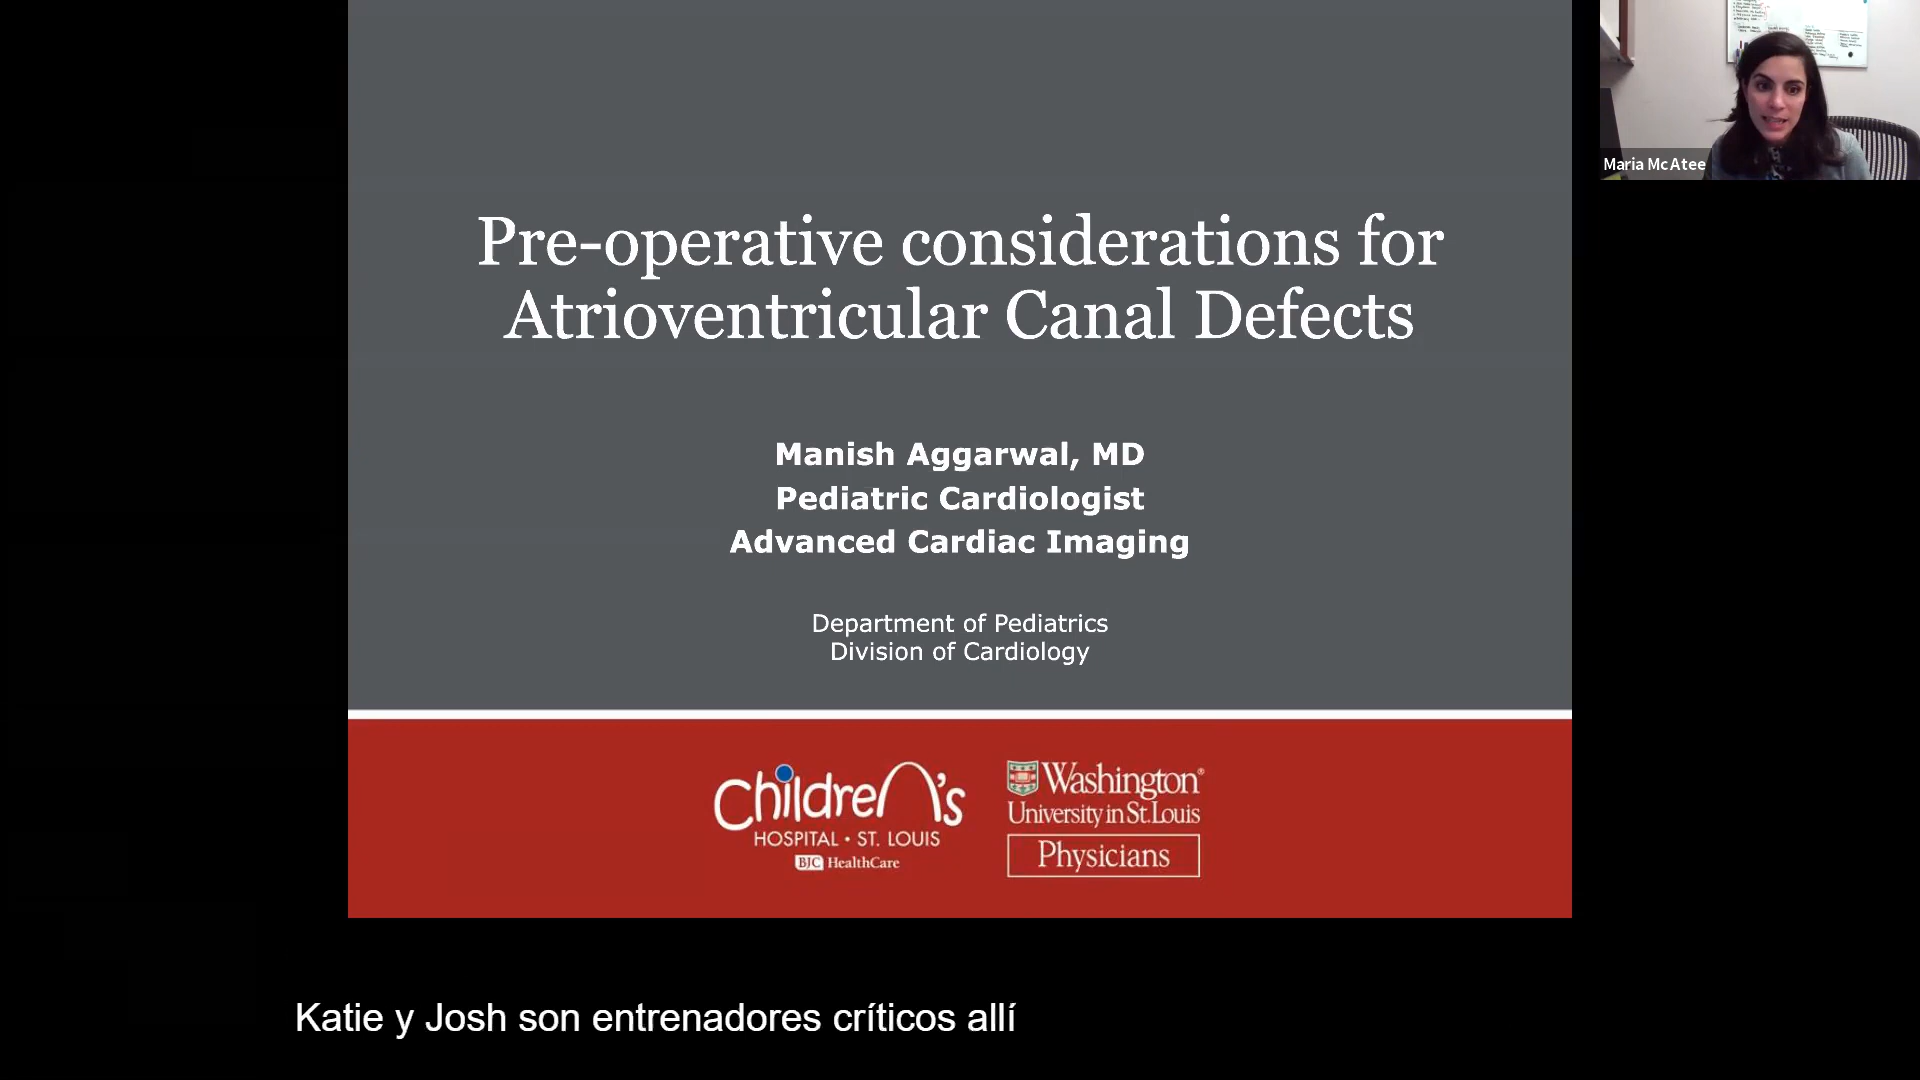 Pre-operative considerations for
Atrioventricular Canal Defects
Manish Aggarwal, MD
Pediatric Cardiologist
Advanced Cardiac Imaging
Department of Pediatrics
Division of Cardiology
Children's
HOSPITAL • ST. LOUIS
BJC HealthCare
Washington®
University in St. Louis
Physicians
Maria McAtee
Katie y Josh son entrenadores críticos allí